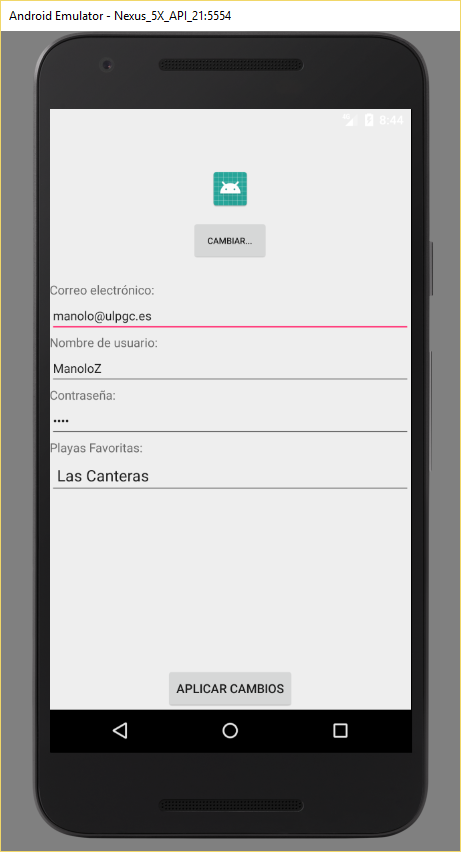 Android Emulator - Nexus_5X_API_21:5554
8:44
CAMBIAR...
Correo electrónico:
manolo@ulpgc.es
Nombre de usuario:
ManoloZ
Contraseña:
••••
Playas Favoritas:
Las Canteras
APLICAR CAMBIOS